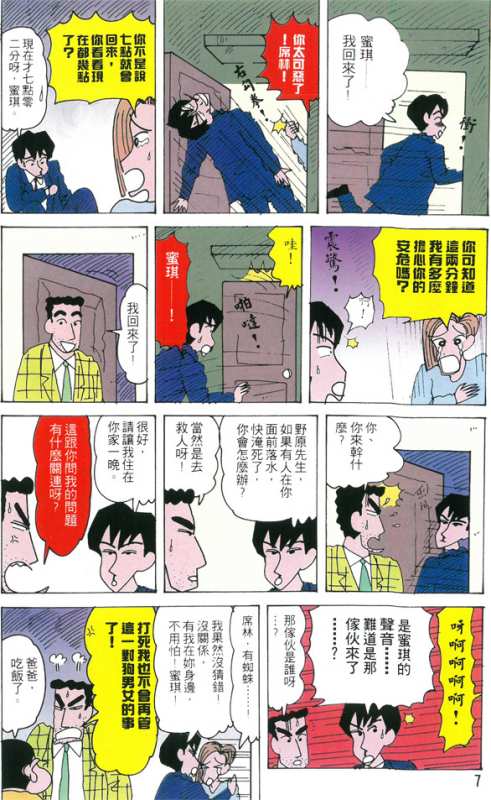 蜜琪
我回來了！
衝！
你太可惡了
！席林！
右勾拳！
你不是說
七點就會
回來，
你看看現
在都幾點
了？
現在才七點零
二分呀，蜜琪。
你可知道
這兩分鐘
我有多麼
擔心你的
安危嗎？
！
震驚！
哇！
啪噠！
蜜琪——！
我回來了！
你、
你來幹什
麼？
野原先生，
如果有人在你
面前落水，
快淹死了，
你會怎麼辦？
當然是去
救人呀！
很好，
請讓我住在
你家一晚。
這跟你問我的問題
有什麼關連呀？
呀啊啊啊啊！
是蜜琪的
聲音……
難道是那
傢伙來了
……？
那傢伙是誰呀
……？
席林，有蜘蛛……
我果然沒猜錯！
沒關係，
有我在妳身邊，
不用怕！蜜琪！
打死我也不會再管
這一對狗男女的事
了！
爸爸，
吃飯了。
7